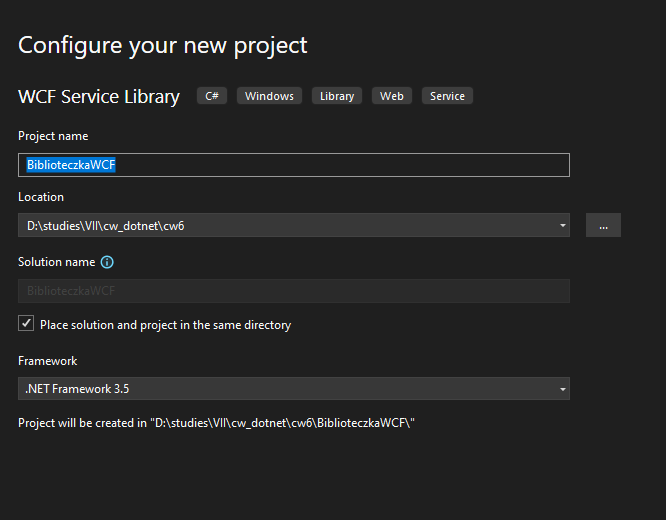 Configure your new project
WCF Service Library C# Windows Library Web Service
Project name
BiblioteczkaWCF
Location
D:\studies\VII\cw_dotnet\cw6
...
Solution name
BiblioteczkaWCF
Place solution and project in the same directory
Framework
.NET Framework 3.5
Project will be created in "D:\studies\VII\cw_dotnet\cw6\BiblioteczkaWCF\"